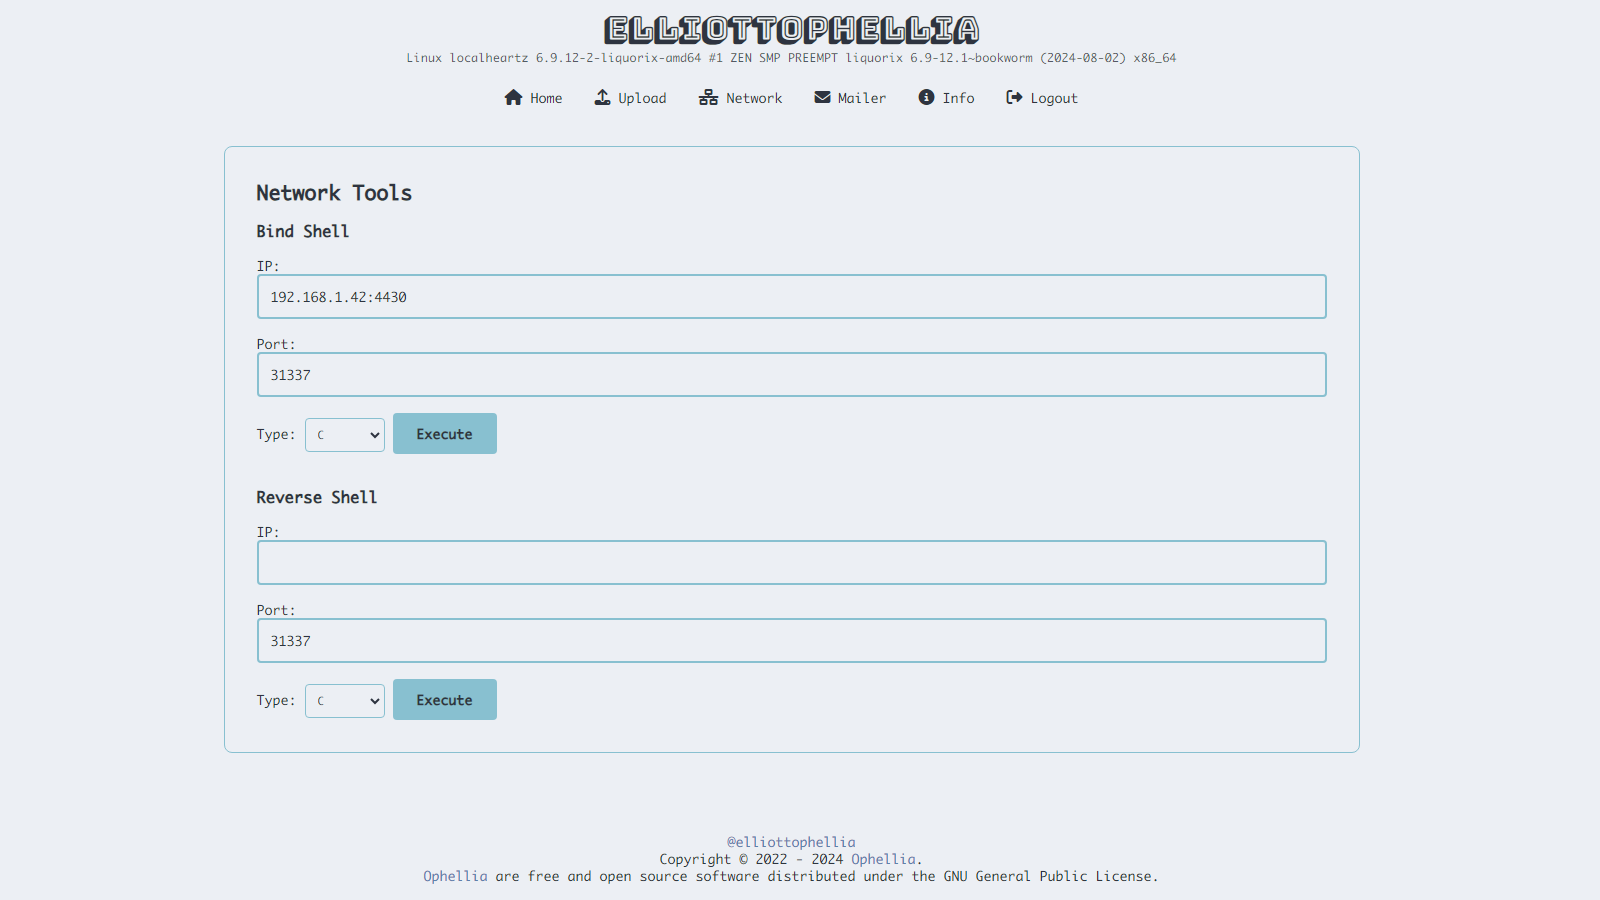 ELLIOTTOPHELLIA
Linux localheartz 6.9.12-2-liquorix-amd64 #1 ZEN SMP PREEMPT liquorix 6.9-12.1~bookworm (2024-08-02) x86_64
Home Upload Network Mailer Info Logout
Network Tools
Bind Shell
IP:
192.168.1.42:4430
Port:
31337
Type: C Execute
Reverse Shell
IP:
Port:
31337
Type: C Execute
@elliottophellia
Copyright © 2022 - 2024 Ophellia.
Ophellia are free and open source software distributed under the GNU General Public License.